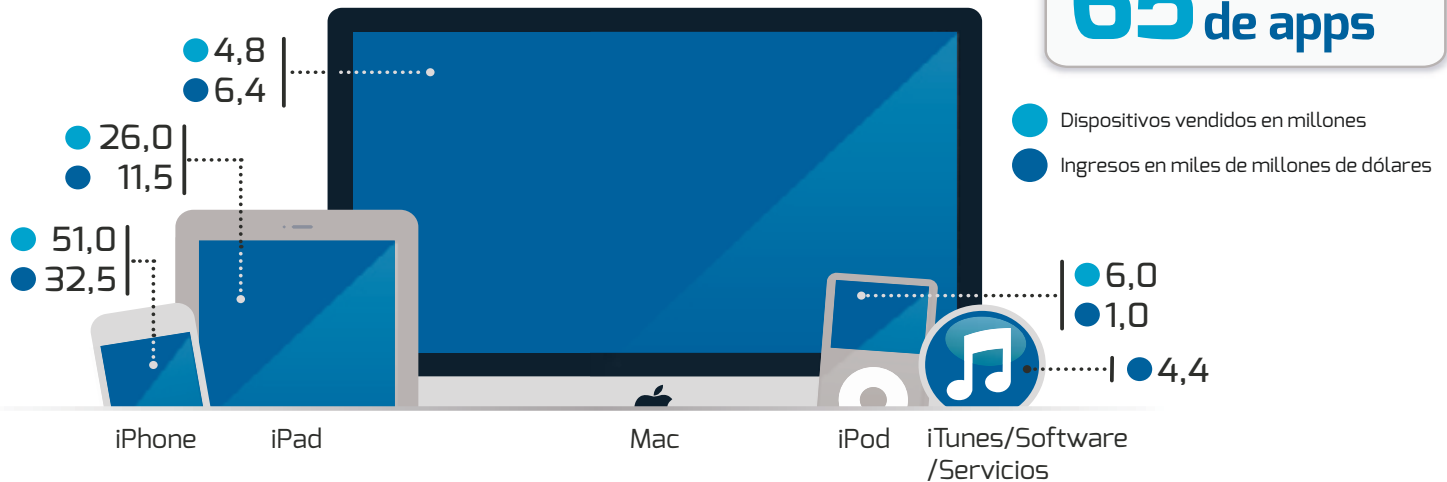 65 de apps
4,8
6,4
26,0
11,5
51,0
32,5
Dispositivos vendidos en millones
Ingresos en miles de millones de dólares
6,0
1,0
4,4
iPhone
iPad
Mac
iPod
iTunes/Software
/Servicios